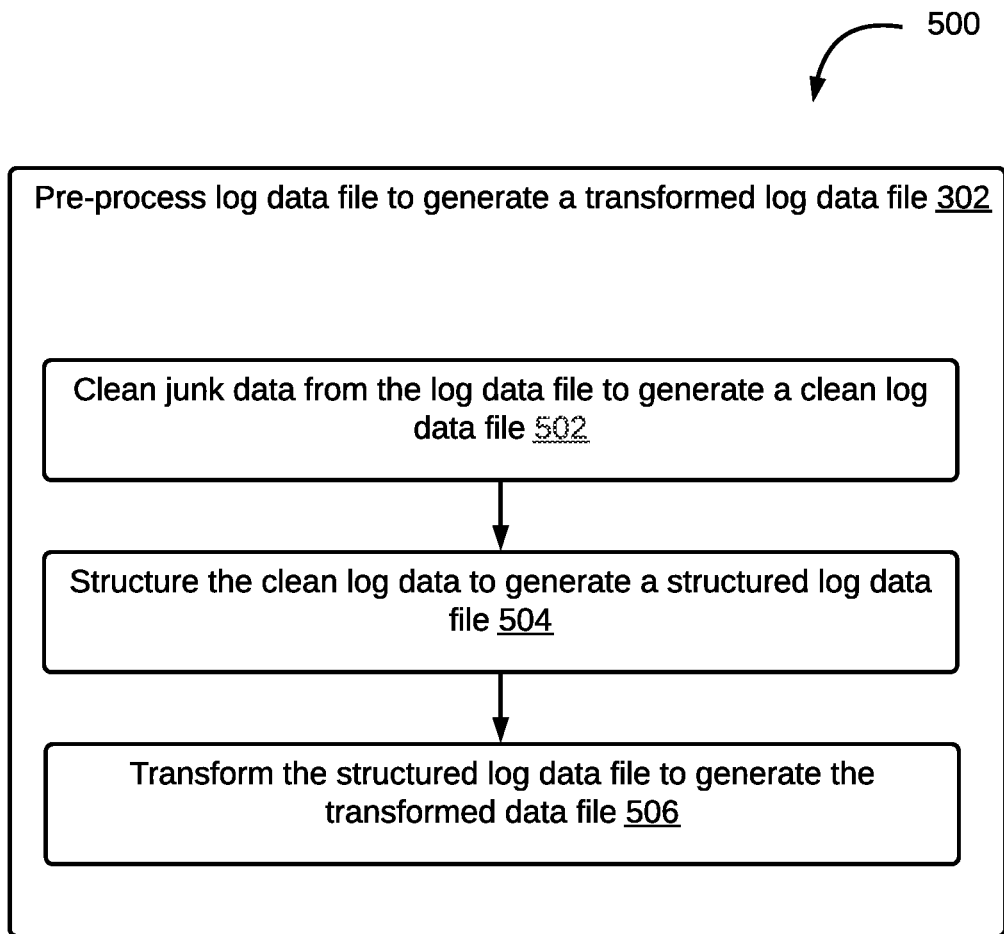 500
Pre-process log data file to generate a transformed log data file 302
Clean junk data from the log data file to generate a clean log
data file 502
Structure the clean log data to generate a structured log data
file 504
Transform the structured log data file to generate the
transformed data file 506